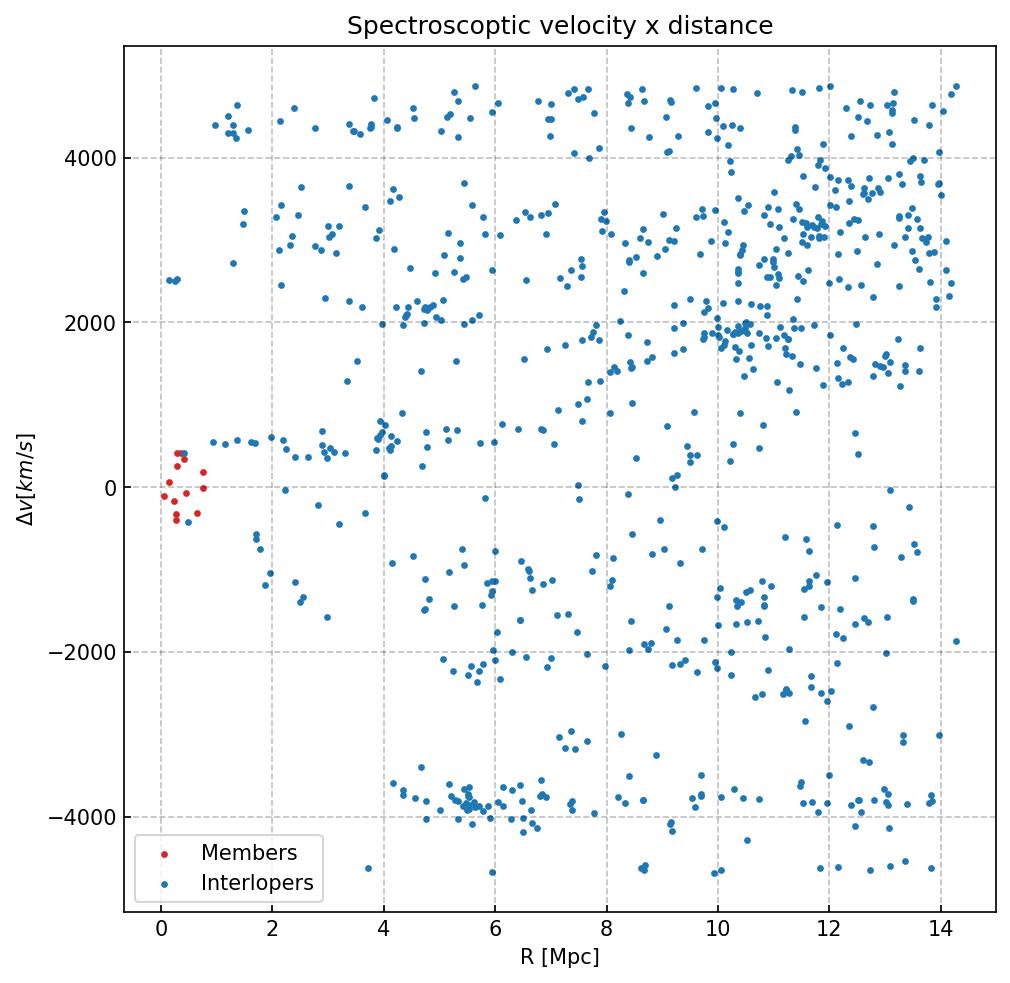 Spectroscoptic velocity x distance
Δv[km/s]
4000
2000
0
−2000
−4000
Members
Interlopers
0 2 4 6 8 10 12 14
R [Mpc]